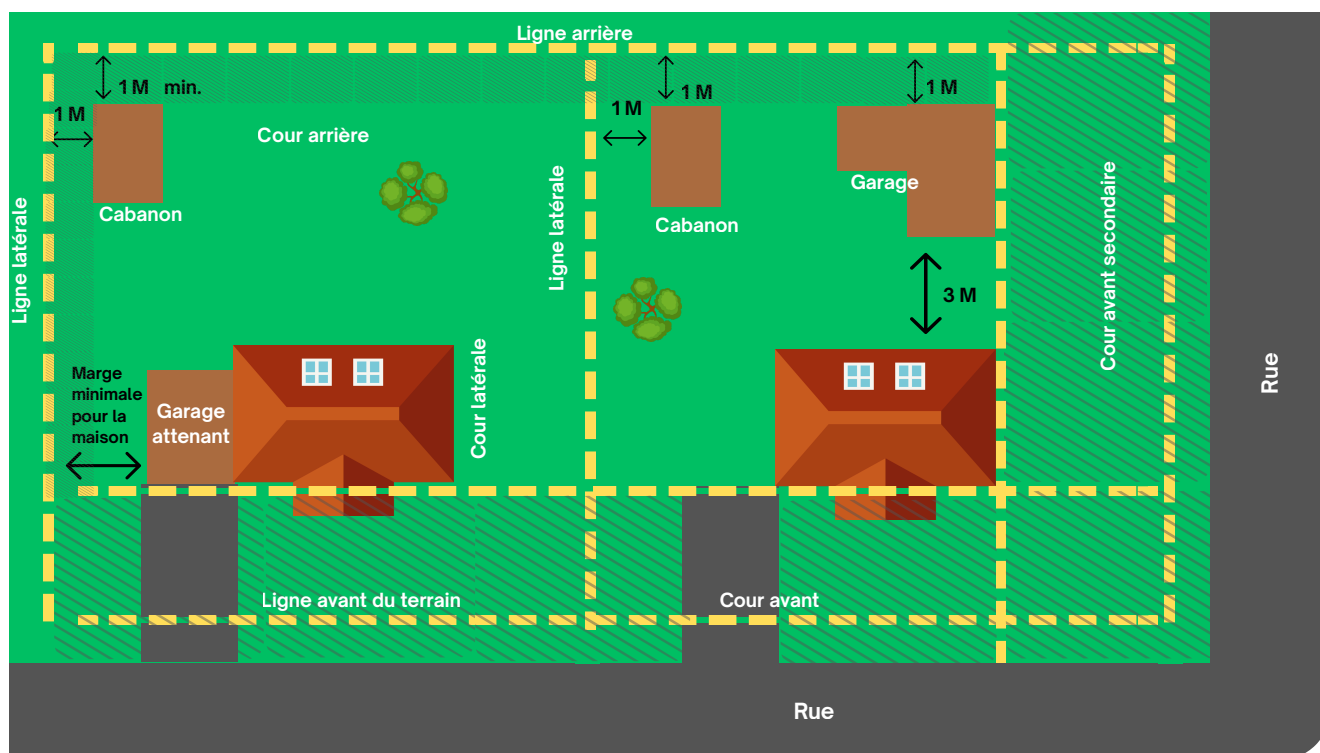 Ligne arrière
1 M min.
1 M
Cour arrière
Cabanon
Ligne latérale
Marge
minimale
pour la
maison
Garage
attenant
Cour latérale
Ligne latérale
1 M
1 M
Cabanon
1 M
Garage
3 M
Cour avant secondaire
Rue
Ligne avant du terrain
Cour avant
Rue